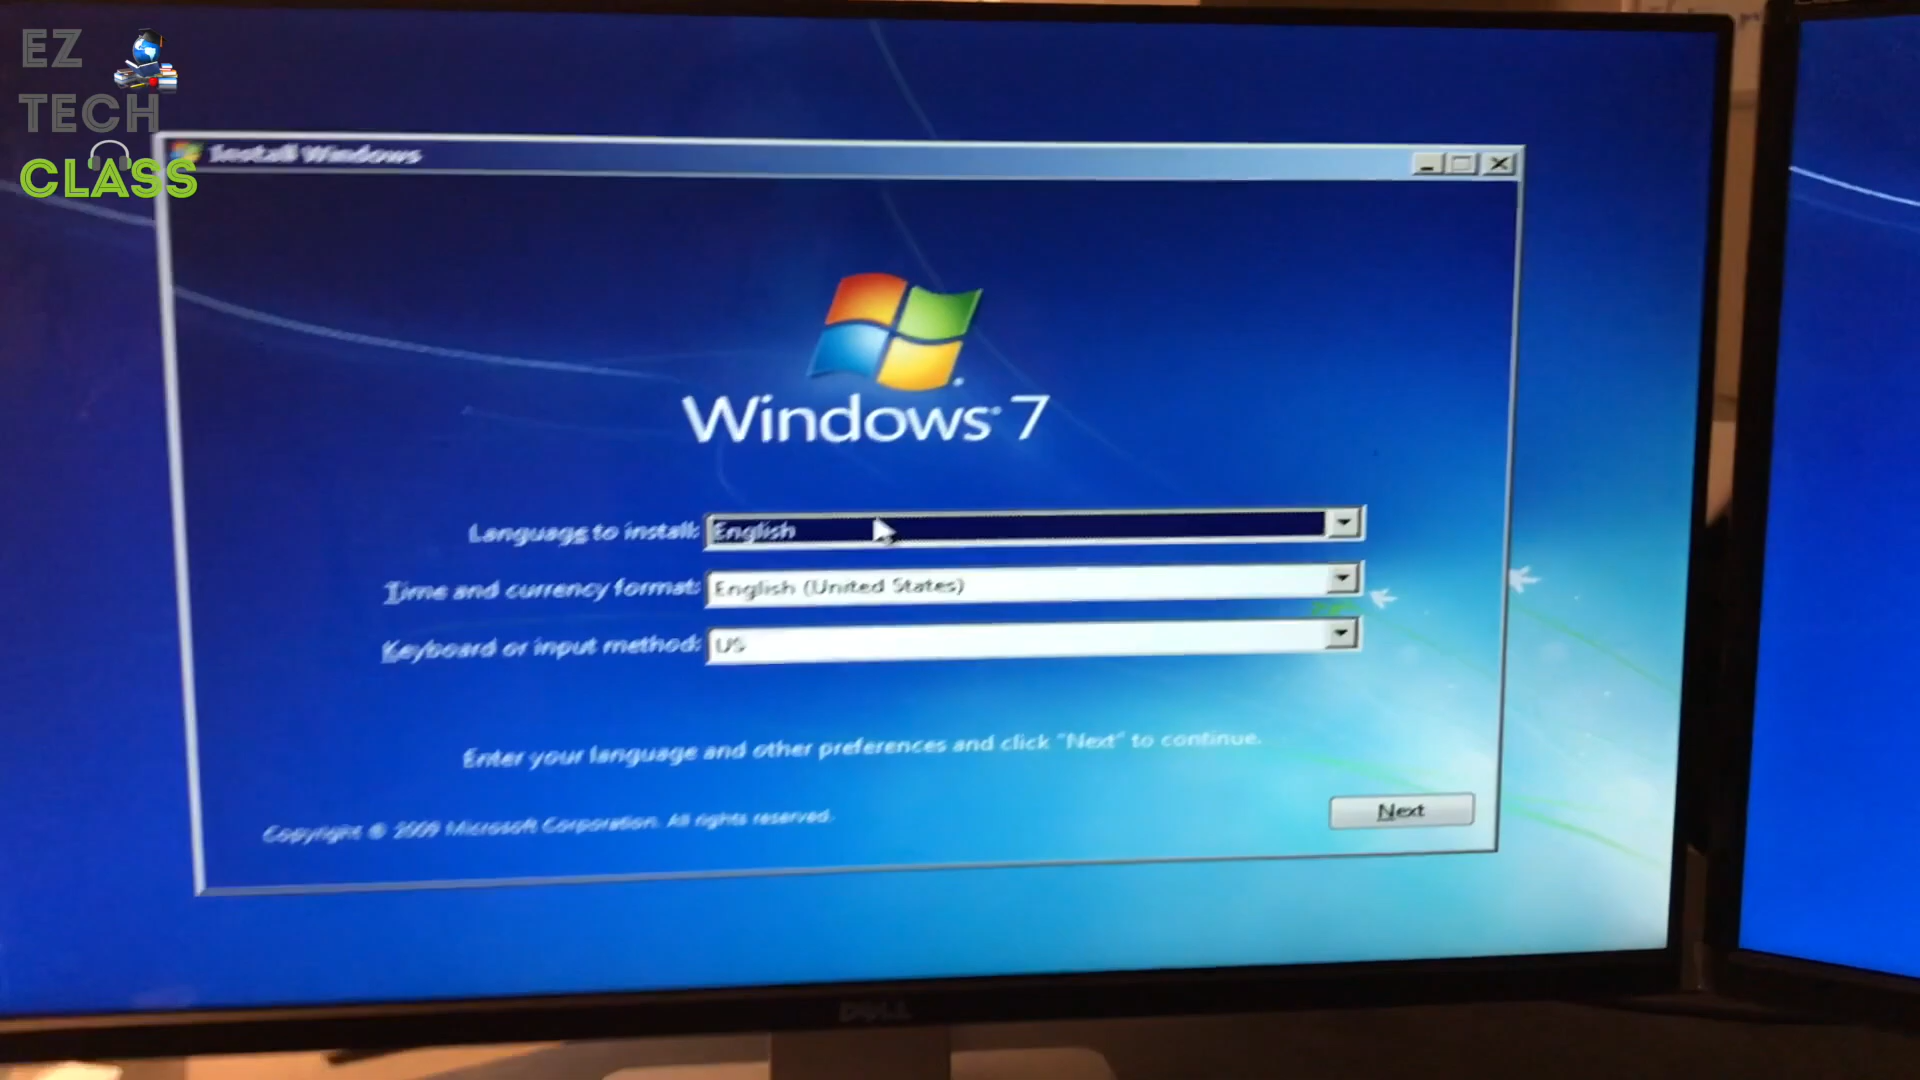 EZ
TECH
CLASS
Install Windows
Windows 7
Language to install: English
Time and currency format: English (United States)
Keyboard or input method: US
Enter your language and other preferences and click "Next" to continue.
Copyright © 2009 Microsoft Corporation. All rights reserved.
Next
DELL